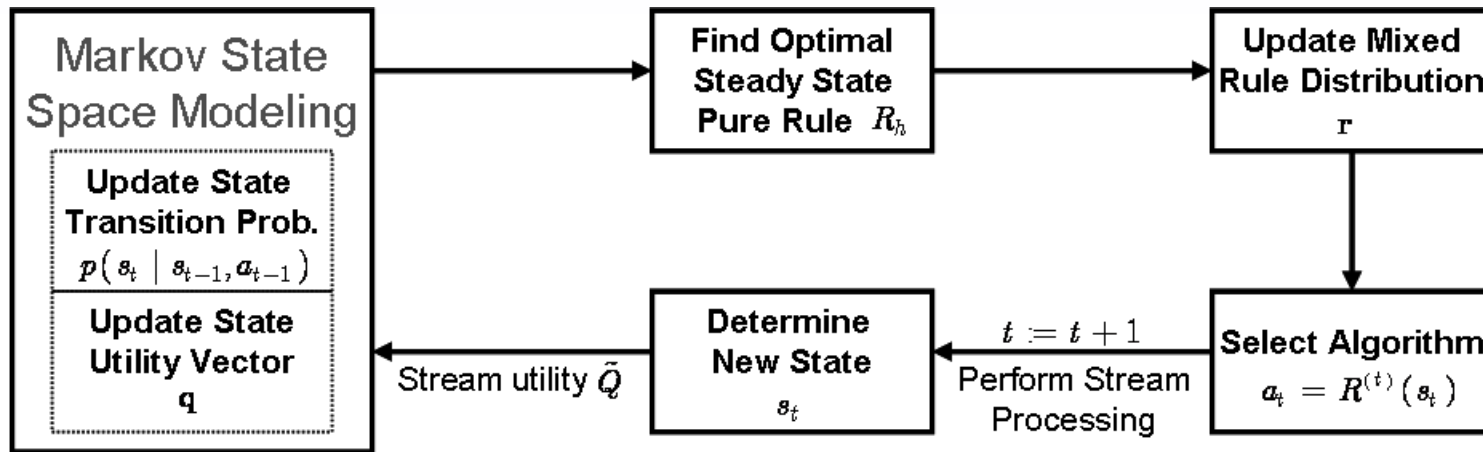 Markov State
Space Modeling
Update State
Transition Prob.
p(s_t | s_{t−1}, a_{t−1})
Update State
Utility Vector
q
Find Optimal
Steady State
Pure Rule R_h
Update Mixed
Rule Distribution
r
Select Algorithm
a_t = R^{(t)}(s_t)
t := t + 1
Perform Stream
Processing
Determine
New State
s_t
Stream utility Q̃